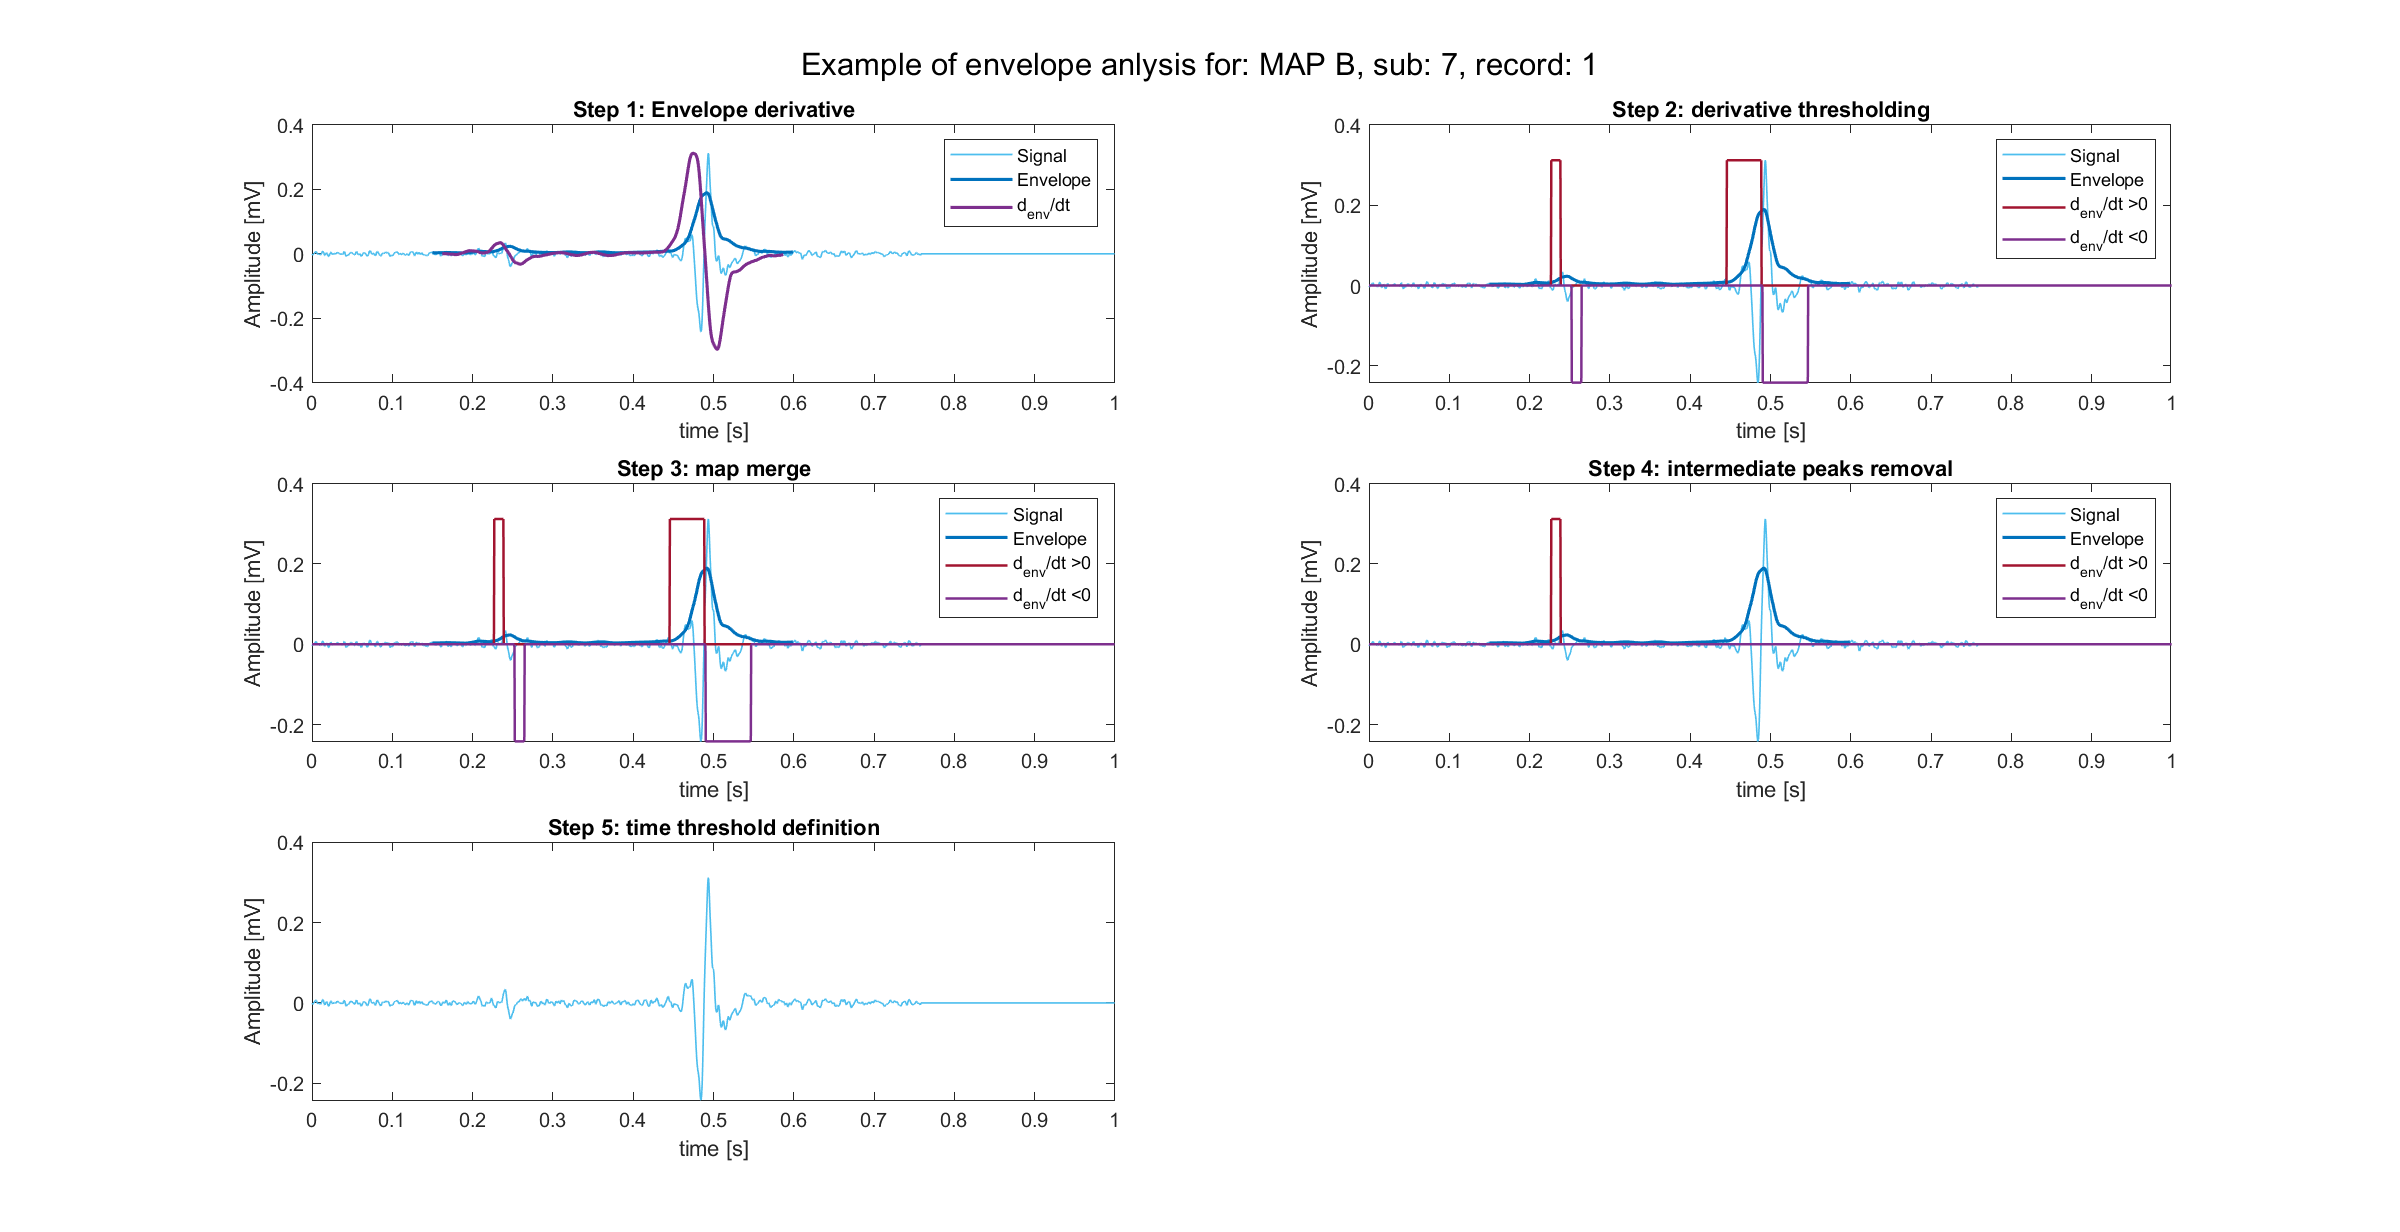 Example of envelope anlysis for: MAP B, sub: 7, record: 1
Step 1: Envelope derivative
0.4
0.2
0
-0.2
-0.4
Amplitude [mV]
0 0.1 0.2 0.3 0.4 0.5 0.6 0.7 0.8 0.9 1
time [s]
Signal
Envelope
d_env/dt
Step 2: derivative thresholding
0.4
0.2
0
-0.2
Amplitude [mV]
0 0.1 0.2 0.3 0.4 0.5 0.6 0.7 0.8 0.9 1
time [s]
Signal
Envelope
d_env/dt >0
d_env/dt <0
Step 3: map merge
0.4
0.2
0
-0.2
Amplitude [mV]
0 0.1 0.2 0.3 0.4 0.5 0.6 0.7 0.8 0.9 1
time [s]
Signal
Envelope
d_env/dt >0
d_env/dt <0
Step 4: intermediate peaks removal
0.4
0.2
0
-0.2
Amplitude [mV]
0 0.1 0.2 0.3 0.4 0.5 0.6 0.7 0.8 0.9 1
time [s]
Signal
Envelope
d_env/dt >0
d_env/dt <0
Step 5: time threshold definition
0.4
0.2
0
-0.2
Amplitude [mV]
0 0.1 0.2 0.3 0.4 0.5 0.6 0.7 0.8 0.9 1
time [s]